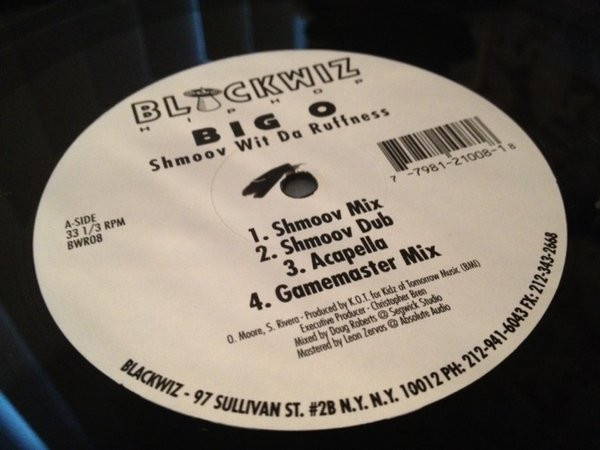 BLACKWIZ
HIPHOP
BIG O
Shmoov Wit Da Ruffness
7 -7981-21008-1 8
A-SIDE
33 1/3 RPM
BWR08
1. Shmoov Mix
2. Shmoov Dub
3. Acapella
4. Gamemaster Mix
O. Moore, S. Rivera - Produced by K.O.T. for Kidz of Tomorrow Music (BMI)
Executive Producer - Christopher Bren
Mixed by Doug Roberts @ Segwick Studio
Mastered by Leon Zervos @ Absolute Audio
BLACKWIZ - 97 SULLIVAN ST. #2B N.Y. N.Y. 10012 PH: 212-941-6043 FX: 212-343-2668